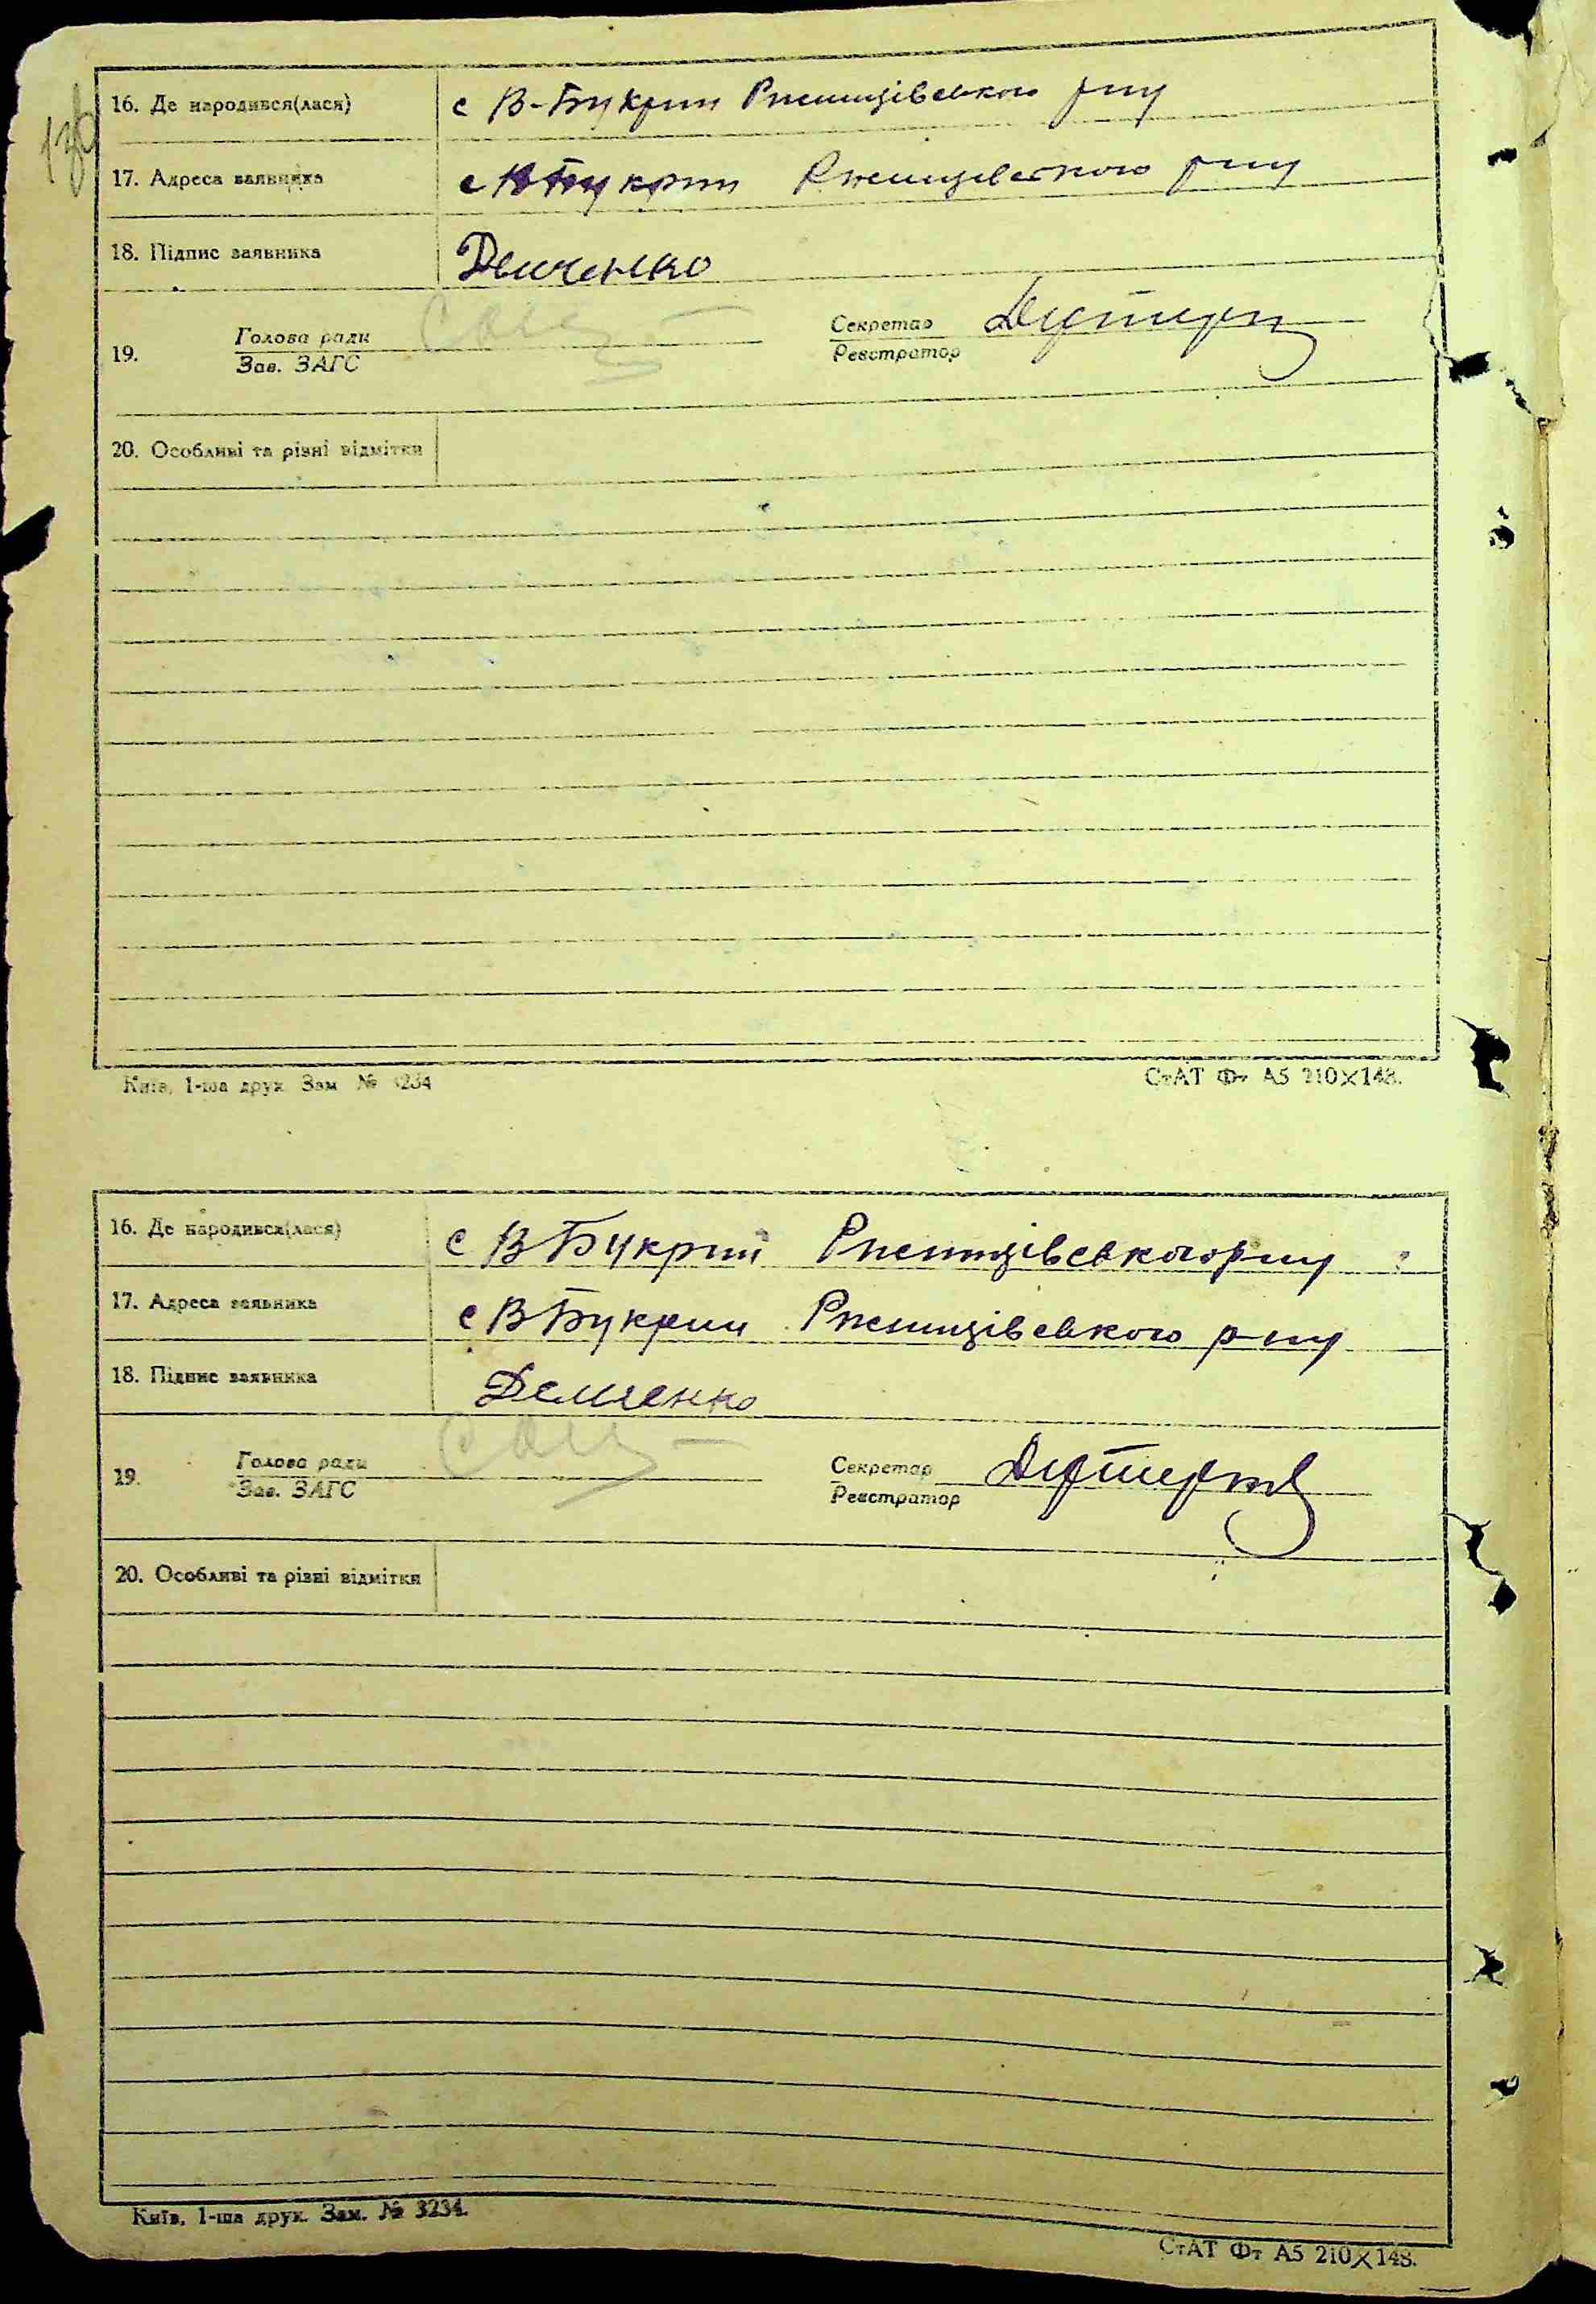 16. Де народився(лася) с В-Букрин Ржищівського р-ну
17. Адреса заявника с В Букрин Ржищівського р-ну
18. Підпис заявника Демченко
19. Голова ради Секретар
Зав. ЗАГС Реєстратор
20. Особливі та різні відмітки
Київ, 1-ша друк. Зам № 3234 СтАТ Фт А5 210×148.
16. Де народився(лася) с В Букрин Ржищівського р-ну
17. Адреса заявника с В Букрин Ржищівського р-ну
18. Підпис заявника Демченко
19. Голова ради Секретар
Зав. ЗАГС Реєстратор
20. Особливі та різні відмітки
Київ, 1-ша друк. Зам. № 3234.
СтАТ Фт А5 210×148.